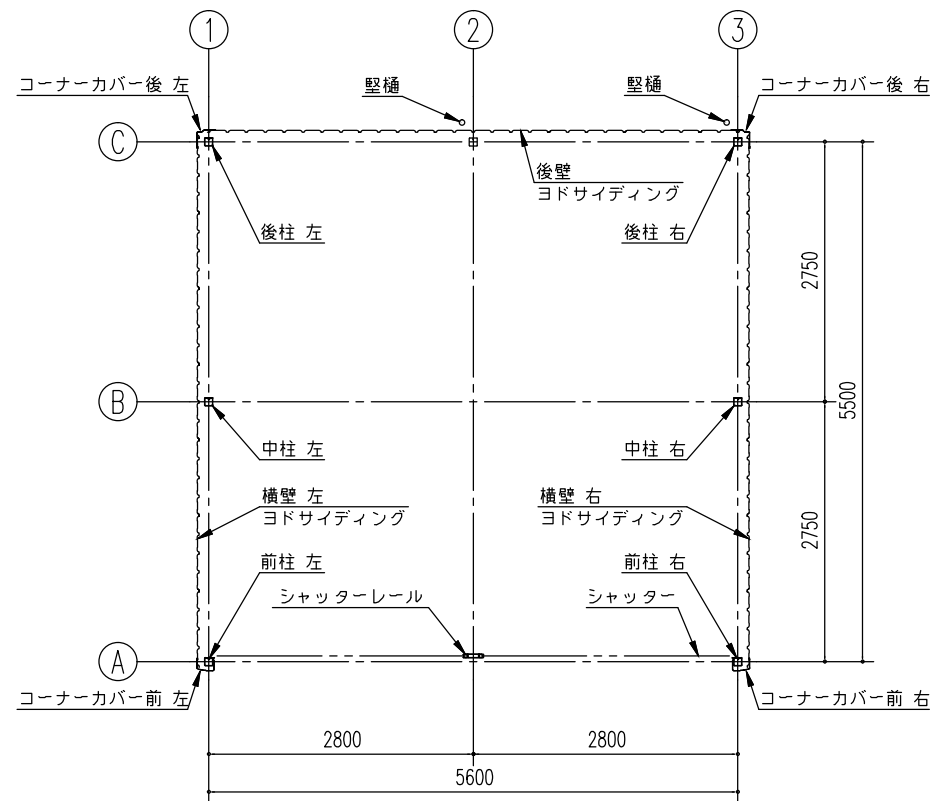 1
2
3
コーナーカバー後 左
竪樋
竪樋
コーナーカバー後 右
C
後壁
ヨドサイディング
後柱 左
後柱 右
2750
B
5500
中柱 左
中柱 右
横壁 左
ヨドサイディング
横壁 右
ヨドサイディング
2750
前柱 左
前柱 右
シャッターレール
シャッター
A
コーナーカバー前 左
コーナーカバー前 右
2800
2800
5600